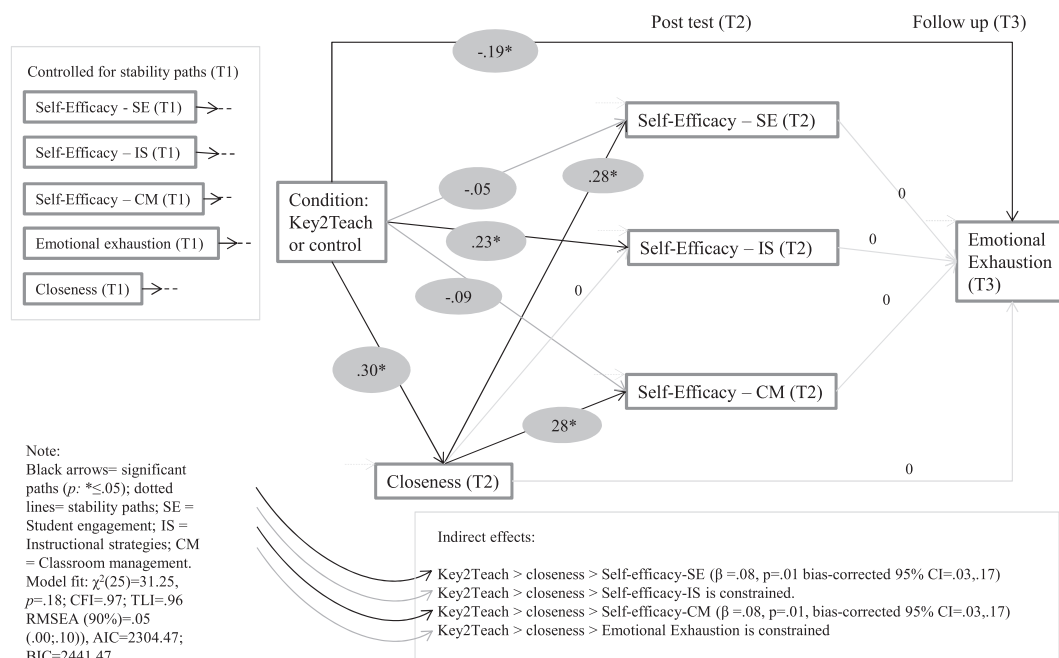 Post test (T2)
Follow up (T3)
-.19*
Controlled for stability paths (T1)
Self-Efficacy - SE (T1)
Self-Efficacy – IS (T1)
Self-Efficacy – CM (T1)
Emotional exhaustion (T1)
Closeness (T1)
Condition:
Key2Teach
or control
-.05
.23*
-.09
.30*
.28*
0
28*
Self-Efficacy – SE (T2)
Self-Efficacy – IS (T2)
Self-Efficacy – CM (T2)
Closeness (T2)
0
0
0
0
Emotional
Exhaustion
(T3)
Note:
Black arrows= significant
paths (p: *≤.05); dotted
lines= stability paths; SE =
Student engagement; IS =
Instructional strategies; CM
= Classroom management.
Model fit: χ²(25)=31.25,
p=.18; CFI=.97; TLI=.96
RMSEA (90%)=.05
(.00;.10)), AIC=2304.47;
BIC=2441.47
Indirect effects:
Key2Teach > closeness > Self-efficacy-SE (β =.08, p=.01 bias-corrected 95% CI=.03,.17)
Key2Teach > closeness > Self-efficacy-IS is constrained.
Key2Teach > closeness > Self-efficacy-CM (β =.08, p=.01, bias-corrected 95% CI=.03,.17)
Key2Teach > closeness > Emotional Exhaustion is constrained